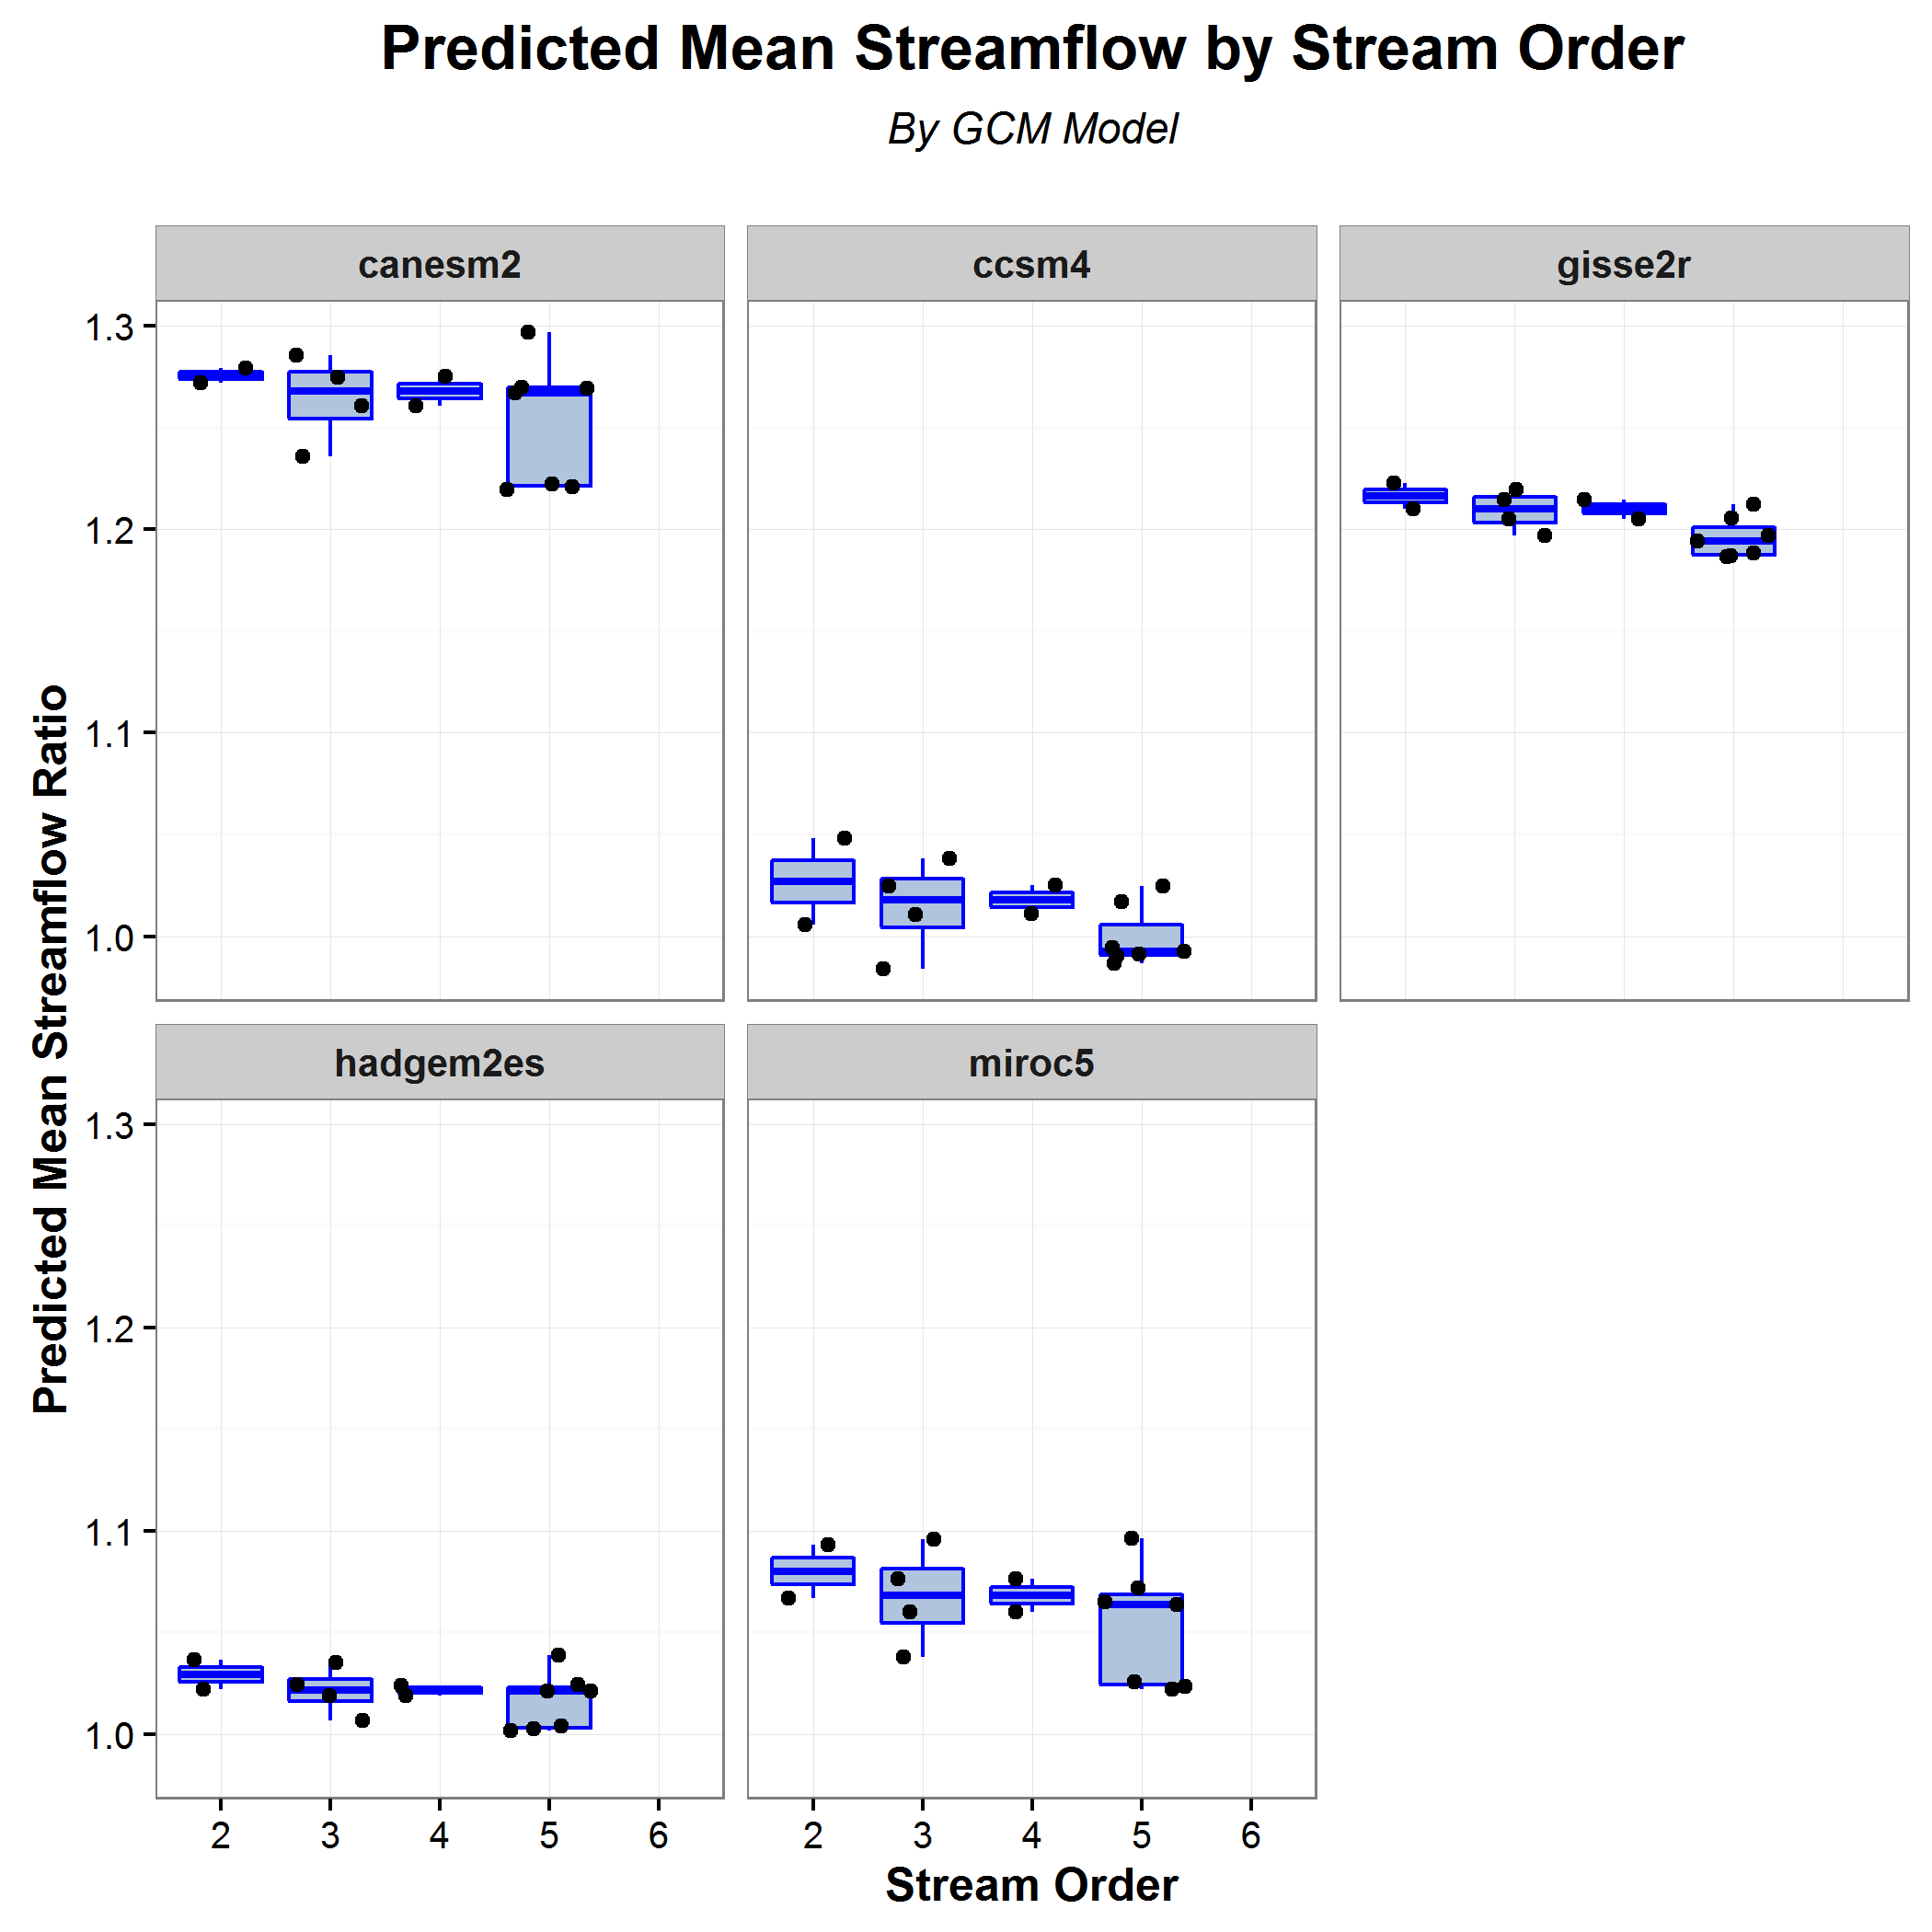 Predicted Mean Streamflow by Stream Order
By GCM Model
canesm2
ccsm4
gisse2r
1.3
1.2
1.1
1.0
Predicted Mean Streamflow Ratio
hadgem2es
miroc5
1.3
1.2
1.1
1.0
2 3 4 5 6
2 3 4 5 6
Stream Order